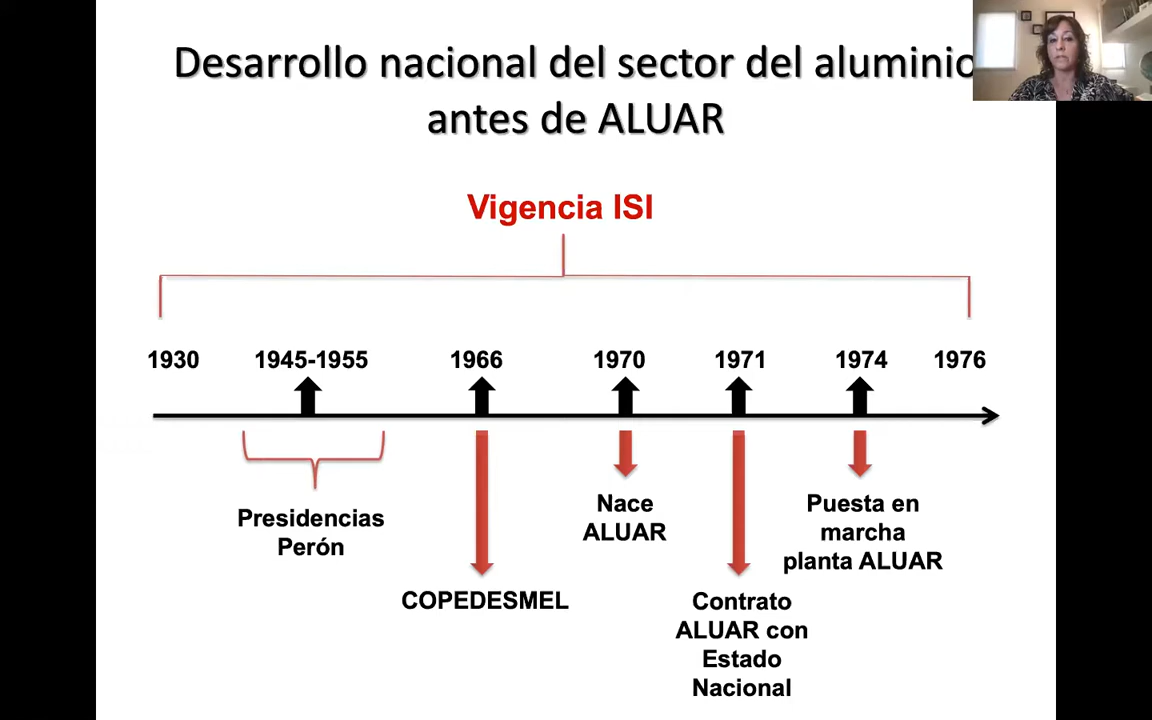 Desarrollo nacional del sector del aluminio
antes de ALUAR
Vigencia ISI
1930 1945-1955 1966 1970 1971 1974 1976
Presidencias
Perón
COPEDESMEL
Nace
ALUAR
Contrato
ALUAR con
Estado
Nacional
Puesta en
marcha
planta ALUAR